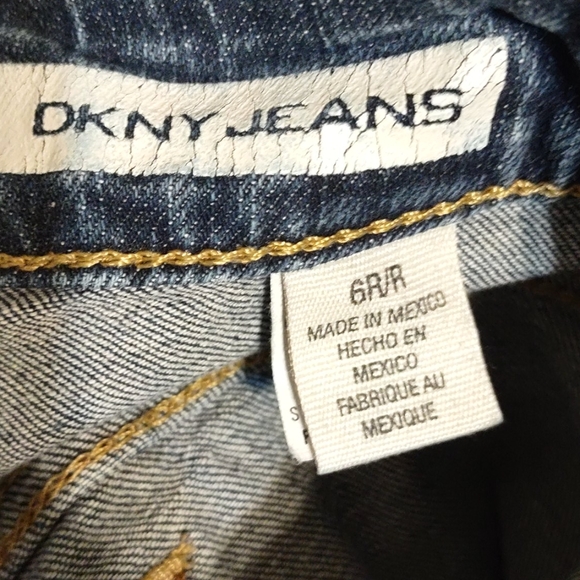 DKNY JEANS
6R/R
MADE IN MEXICO
HECHO EN
MEXICO
FABRIQUE AU
MEXIQUE